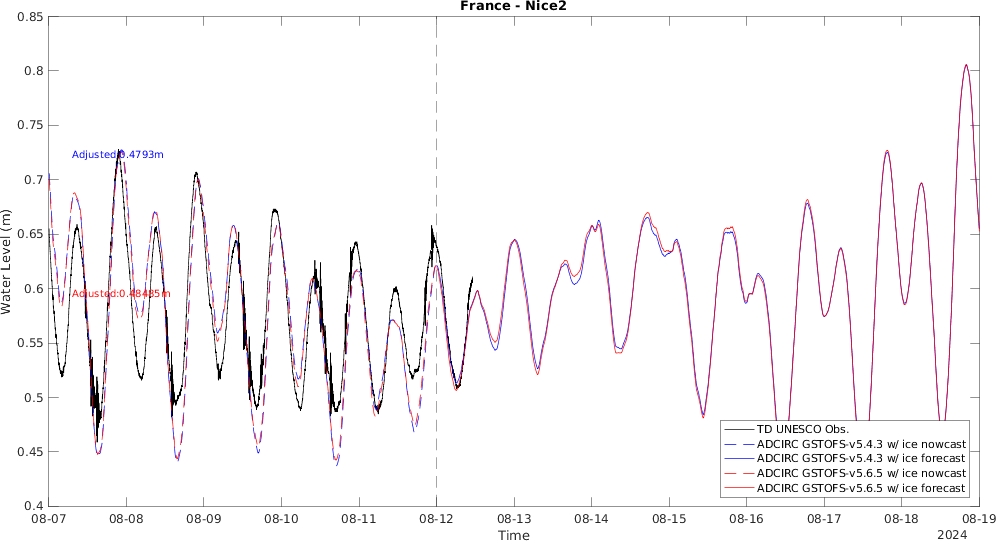 France - Nice2
0.85
0.8
0.75
0.7
0.65
0.6
0.55
0.5
0.45
0.4
Water Level (m)
Adjusted:0.4793m
Adjusted:0.48485m
TD UNESCO Obs.
ADCIRC GSTOFS-v5.4.3 w/ ice nowcast
ADCIRC GSTOFS-v5.4.3 w/ ice forecast
ADCIRC GSTOFS-v5.6.5 w/ ice nowcast
ADCIRC GSTOFS-v5.6.5 w/ ice forecast
08-07 08-08 08-09 08-10 08-11 08-12 08-13 08-14 08-15 08-16 08-17 08-18 08-19
Time
2024